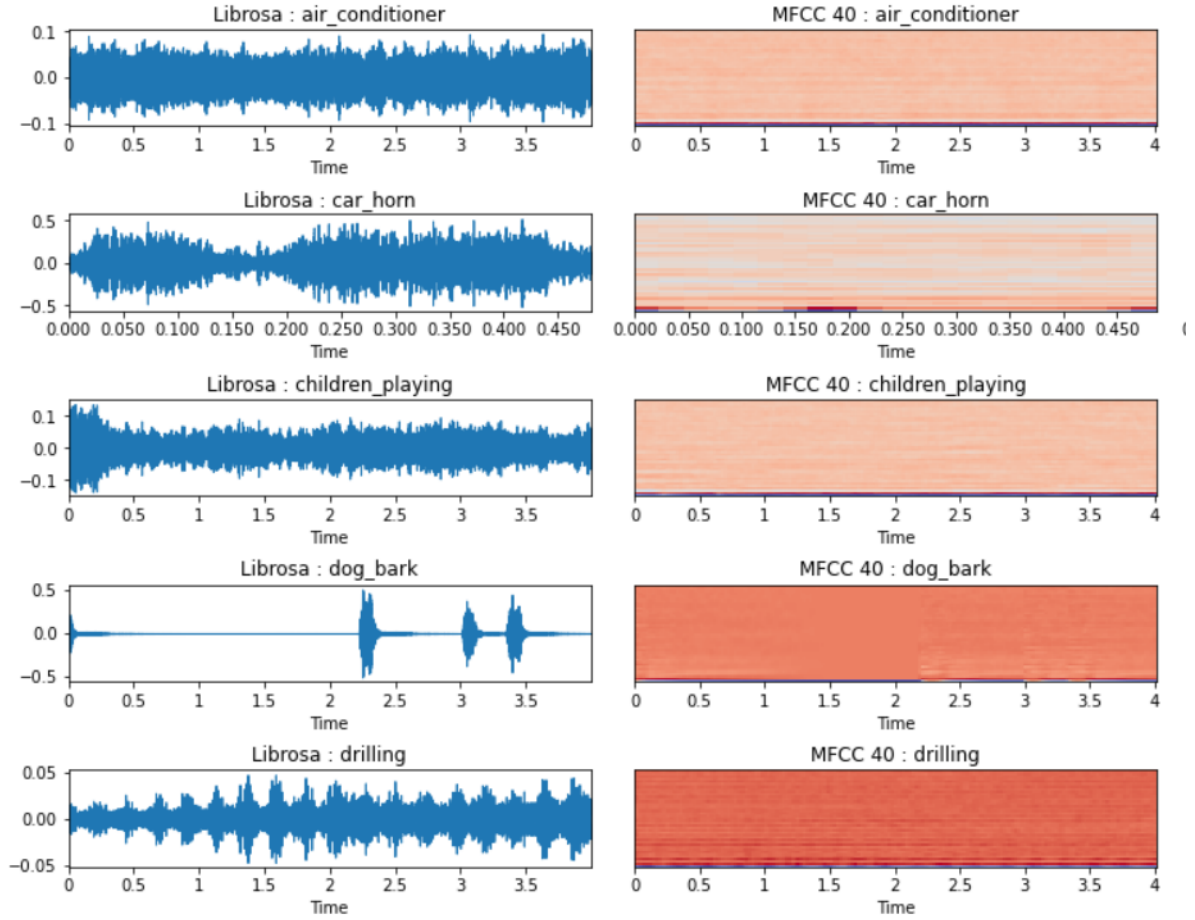 Librosa : air_conditioner
0.1
0.0
−0.1
0 0.5 1 1.5 2 2.5 3 3.5
Time
MFCC 40 : air_conditioner
0 0.5 1 1.5 2 2.5 3 3.5 4
Time
Librosa : car_horn
0.5
0.0
−0.5
0.000 0.050 0.100 0.150 0.200 0.250 0.300 0.350 0.400 0.450
Time
MFCC 40 : car_horn
0.000 0.050 0.100 0.150 0.200 0.250 0.300 0.350 0.400 0.450
Time
Librosa : children_playing
0.1
0.0
−0.1
0 0.5 1 1.5 2 2.5 3 3.5
Time
MFCC 40 : children_playing
0 0.5 1 1.5 2 2.5 3 3.5 4
Time
Librosa : dog_bark
0.5
0.0
−0.5
0 0.5 1 1.5 2 2.5 3 3.5
Time
MFCC 40 : dog_bark
0 0.5 1 1.5 2 2.5 3 3.5 4
Time
Librosa : drilling
0.05
0.00
−0.05
0 0.5 1 1.5 2 2.5 3 3.5
Time
MFCC 40 : drilling
0 0.5 1 1.5 2 2.5 3 3.5 4
Time